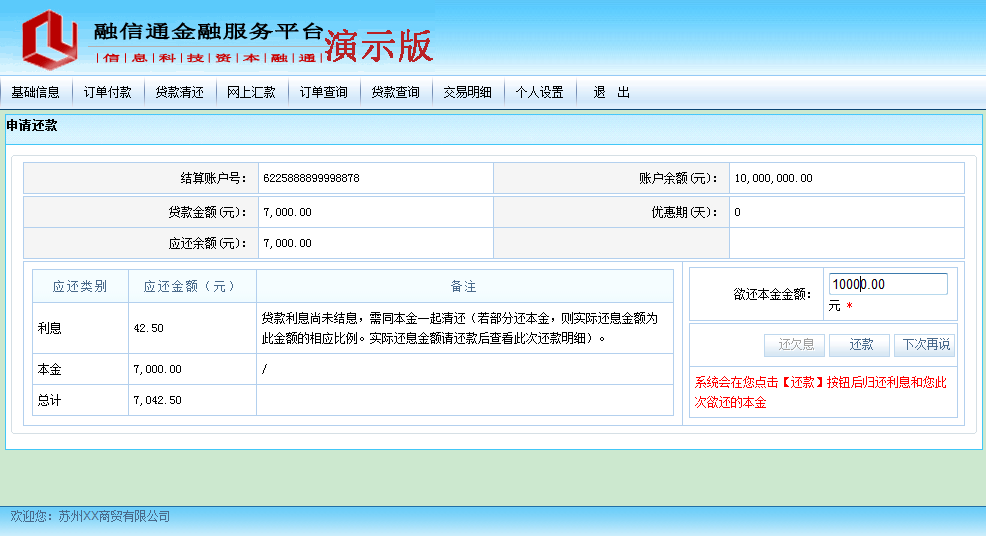 融信通金融服务平台
信息科技资本融通
演示版
基础信息 订单付款 贷款清还 网上汇款 订单查询 贷款查询 交易明细 个人设置 退 出
申请还款
结算账户号: 6225888899998878 账户余额(元): 10,000,000.00
贷款金额(元): 7,000.00 优惠期(天): 0
应还余额(元): 7,000.00
应还类别 应还金额(元) 备注
利息 42.50 贷款利息尚未结息，需同本金一起清还（若部分还本金，则实际还息金额为
此金额的相应比例。实际还息金额请还款后查看此次还款明细）。
本金 7,000.00 /
总计 7,042.50
欲还本金金额: 10000.00
元 *
还欠息 还款 下次再说
系统会在您点击【还款】按钮后归还利息和您此
次欲还的本金
欢迎您: 苏州XX商贸有限公司